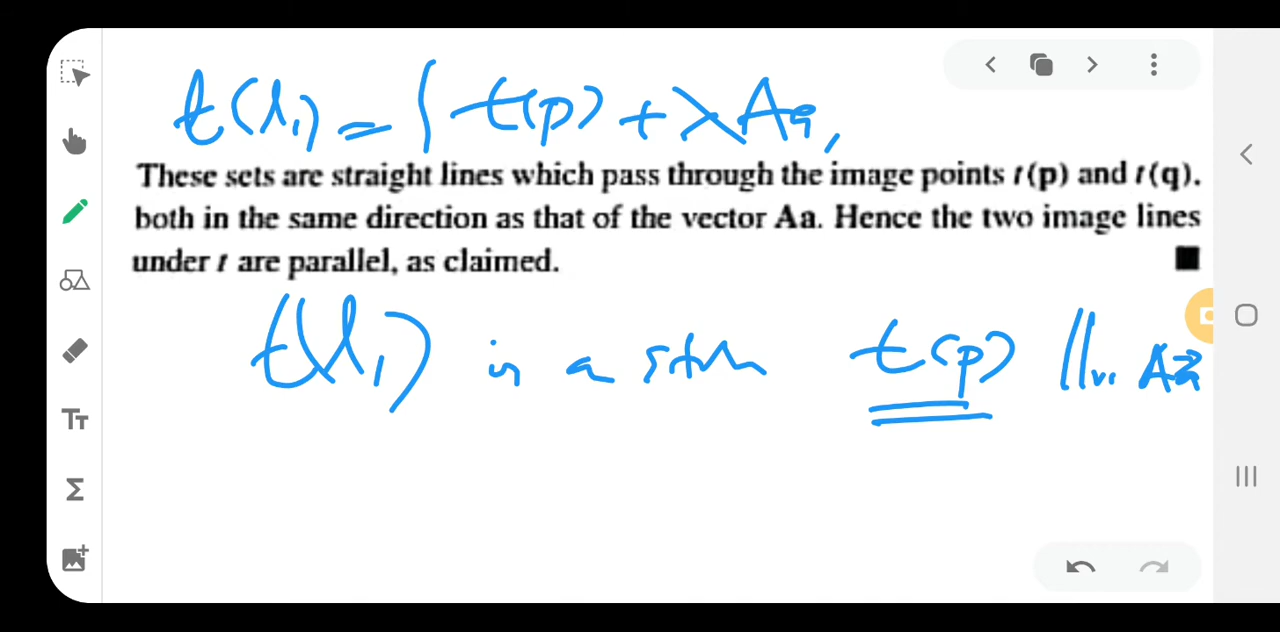 t(l₁) = { t(p) + λAa,
These sets are straight lines which pass through the image points t(p) and t(q).
both in the same direction as that of the vector Aa. Hence the two image lines
under t are parallel, as claimed. ■
t(l₁) is a t(p) || Aa
Tт
Σ